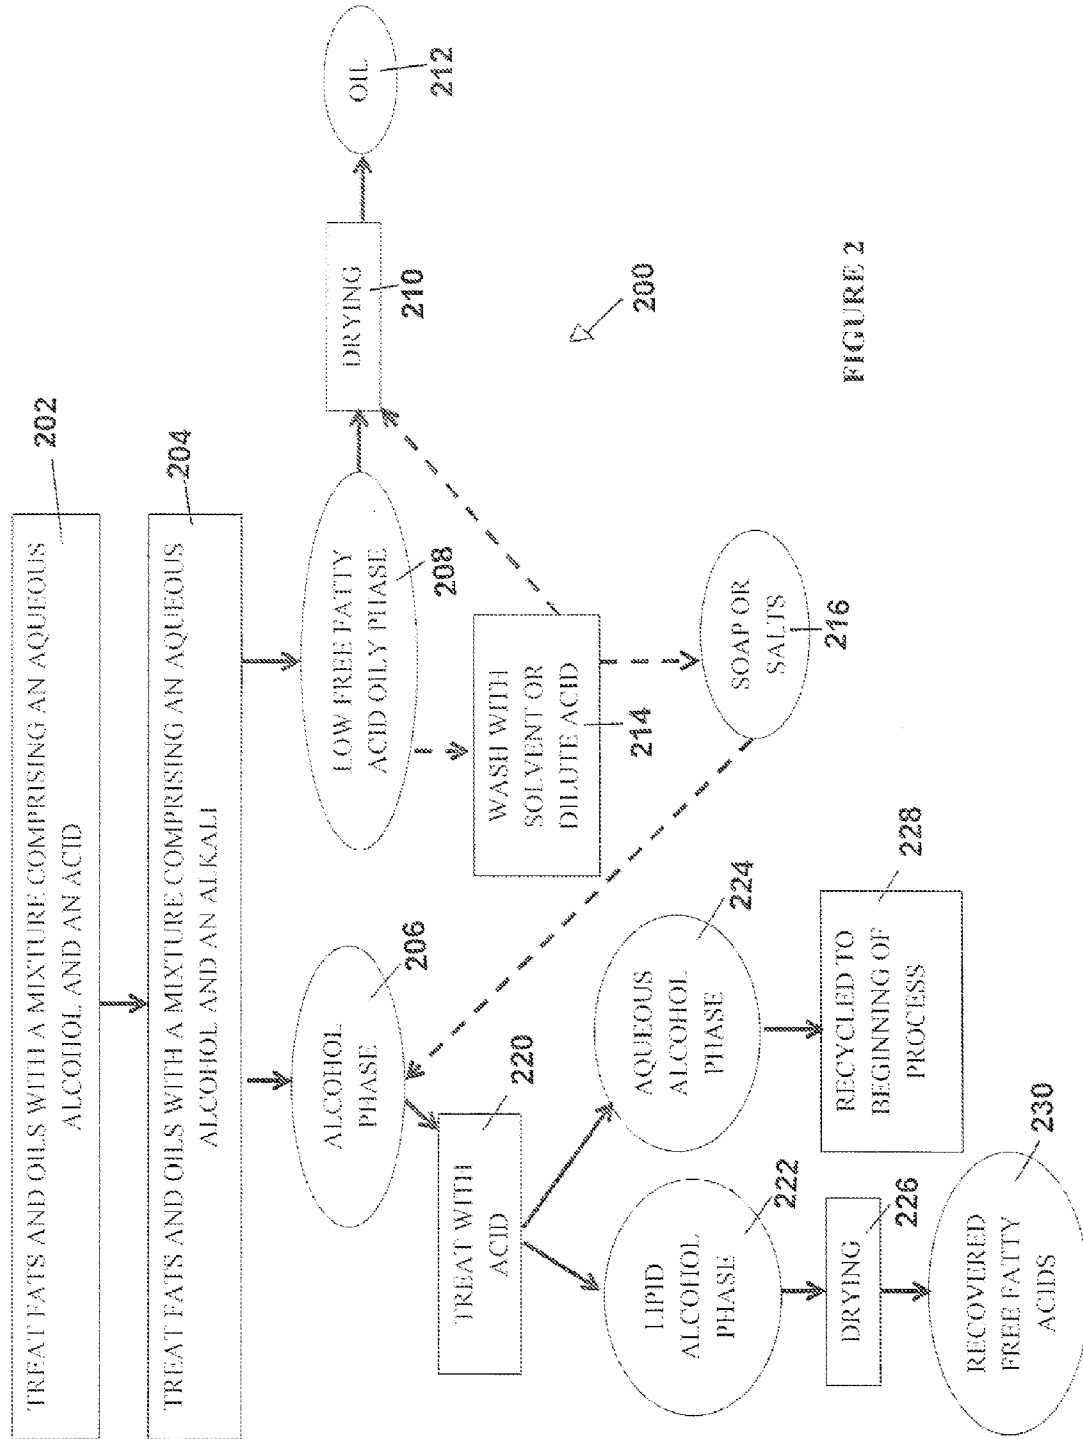 TREAT FATS AND OILS WITH A MIXTURE COMPRISING AN AQUEOUS
ALCOHOL AND AN ACID
202
TREAT FATS AND OILS WITH A MIXTURE COMPRISING AN AQUEOUS
ALCOHOL AND AN ALKALI
204
ALCOHOL
PHASE
206
LOW FREE FATTY
ACID OILY PHASE
208
DRYING
210
OIL
212
TREAT WITH
ACID
220
WASH WITH
SOLVENT OR
DILUTE ACID
214
LIPID
ALCOHOL
PHASE
222
AQUEOUS
ALCOHOL
PHASE
224
SOAP OR
SALTS
216
200
DRYING
226
RECYCLED TO
BEGINNING OF
PROCESS
228
RECOVERED
FREE FATTY
ACIDS
230
FIGURE 2